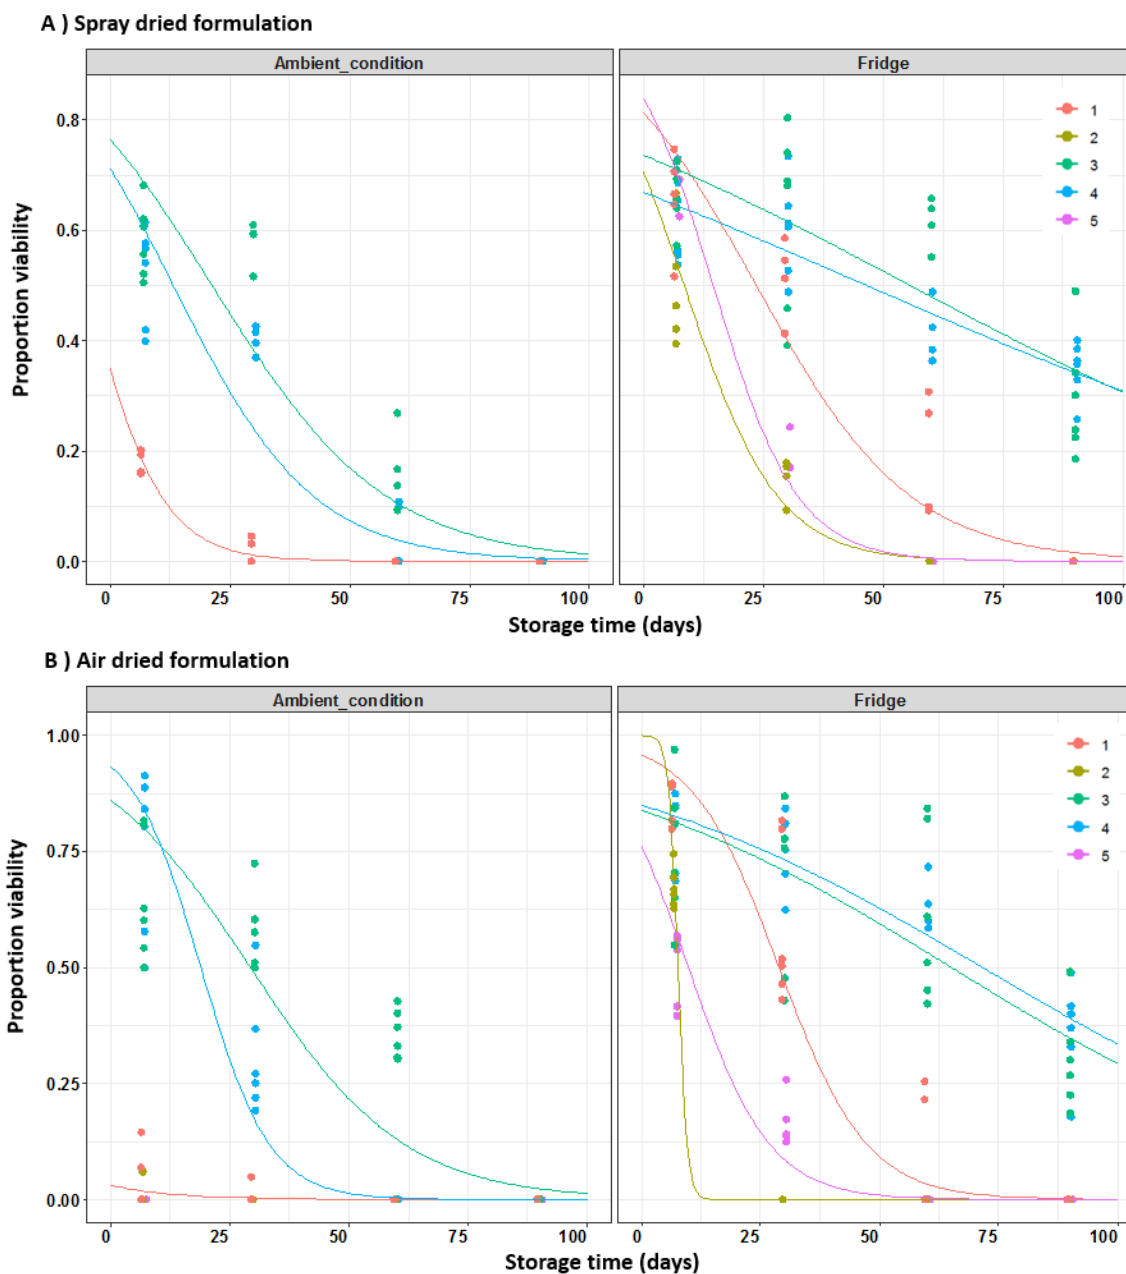 A ) Spray dried formulation
Ambient_condition Fridge
0.8
0.6
0.4
0.2
0.0
Proportion viability
1
2
3
4
5
0 25 50 75 100 0 25 50 75 100
Storage time (days)
B ) Air dried formulation
Ambient_condition Fridge
1.00
0.75
0.50
0.25
0.00
Proportion viability
1
2
3
4
5
0 25 50 75 100 0 25 50 75 100
Storage time (days)